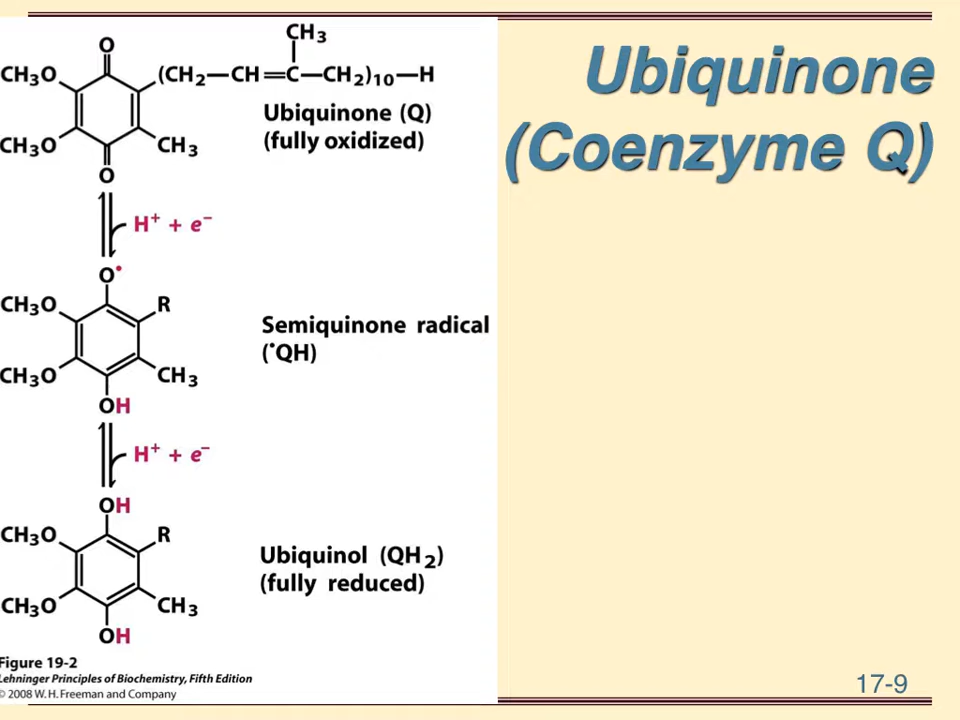 Ubiquinone
(Coenzyme Q)
CH3
O
CH3O
(CH2—CH=C—CH2)10—H
Ubiquinone (Q)
(fully oxidized)
CH3O
CH3
O
H+ + e−
O•
CH3O
R
Semiquinone radical
(•QH)
CH3O
CH3
OH
H+ + e−
OH
CH3O
R
Ubiquinol (QH2)
(fully reduced)
CH3O
CH3
OH
Figure 19-2
Lehninger Principles of Biochemistry, Fifth Edition
© 2008 W. H. Freeman and Company
17-9